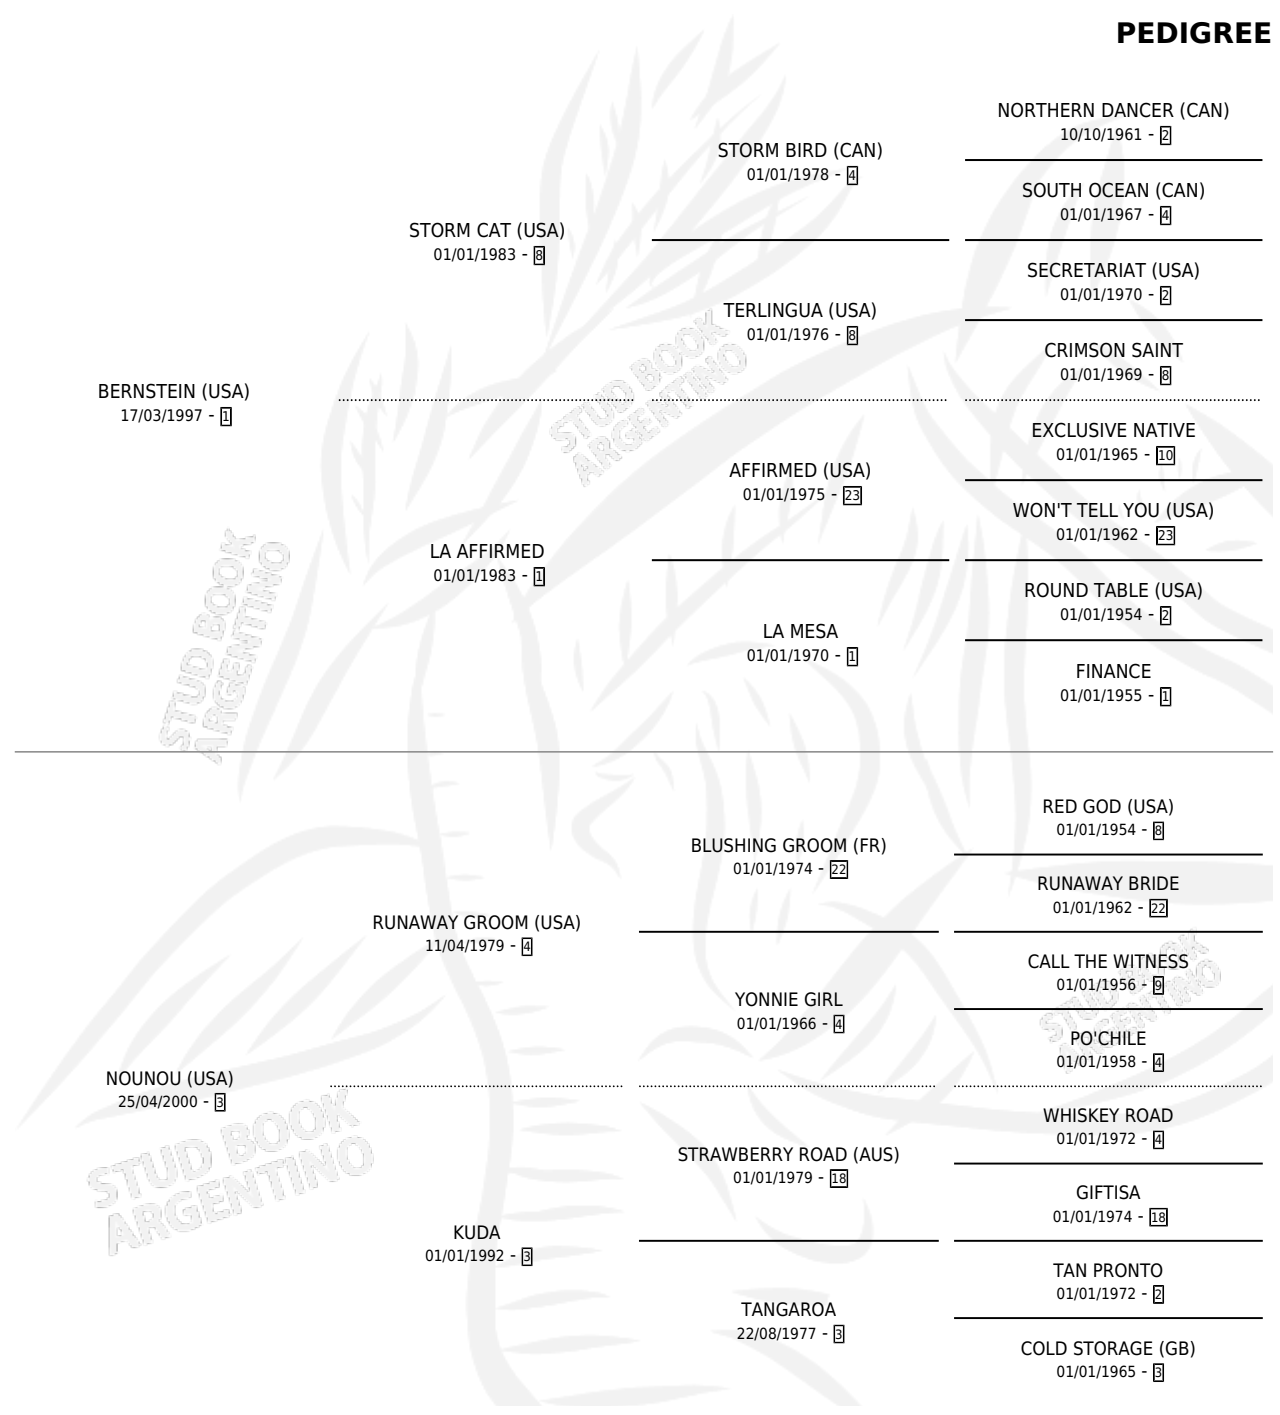 PEDIGREE
NORTHERN DANCER (CAN)
10/10/1961 - 2
STORM BIRD (CAN)
01/01/1978 - 4
SOUTH OCEAN (CAN)
01/01/1967 - 4
STORM CAT (USA)
01/01/1983 - 8
SECRETARIAT (USA)
01/01/1970 - 2
TERLINGUA (USA)
01/01/1976 - 8
CRIMSON SAINT
01/01/1969 - 8
STUD BOOK
ARGENTINO
BERNSTEIN (USA)
17/03/1997 - 1
EXCLUSIVE NATIVE
01/01/1965 - 10
AFFIRMED (USA)
01/01/1975 - 23
WON'T TELL YOU (USA)
01/01/1962 - 23
LA AFFIRMED
01/01/1983 - 1
ROUND TABLE (USA)
01/01/1954 - 2
LA MESA
01/01/1970 - 1
FINANCE
01/01/1955 - 1
STUD BOOK
ARGENTINO
RED GOD (USA)
01/01/1954 - 8
BLUSHING GROOM (FR)
01/01/1974 - 22
RUNAWAY BRIDE
01/01/1962 - 22
RUNAWAY GROOM (USA)
11/04/1979 - 4
CALL THE WITNESS
01/01/1956 - 9
YONNIE GIRL
01/01/1966 - 4
PO'CHILE
01/01/1958 - 4
STUD BOOK
ARGENTINO
NOUNOU (USA)
25/04/2000 - 3
WHISKEY ROAD
01/01/1972 - 4
STRAWBERRY ROAD (AUS)
01/01/1979 - 18
GIFTISA
01/01/1974 - 18
STUD BOOK
ARGENTINO
KUDA
01/01/1992 - 3
TAN PRONTO
01/01/1972 - 2
TANGAROA
22/08/1977 - 3
COLD STORAGE (GB)
01/01/1965 - 3